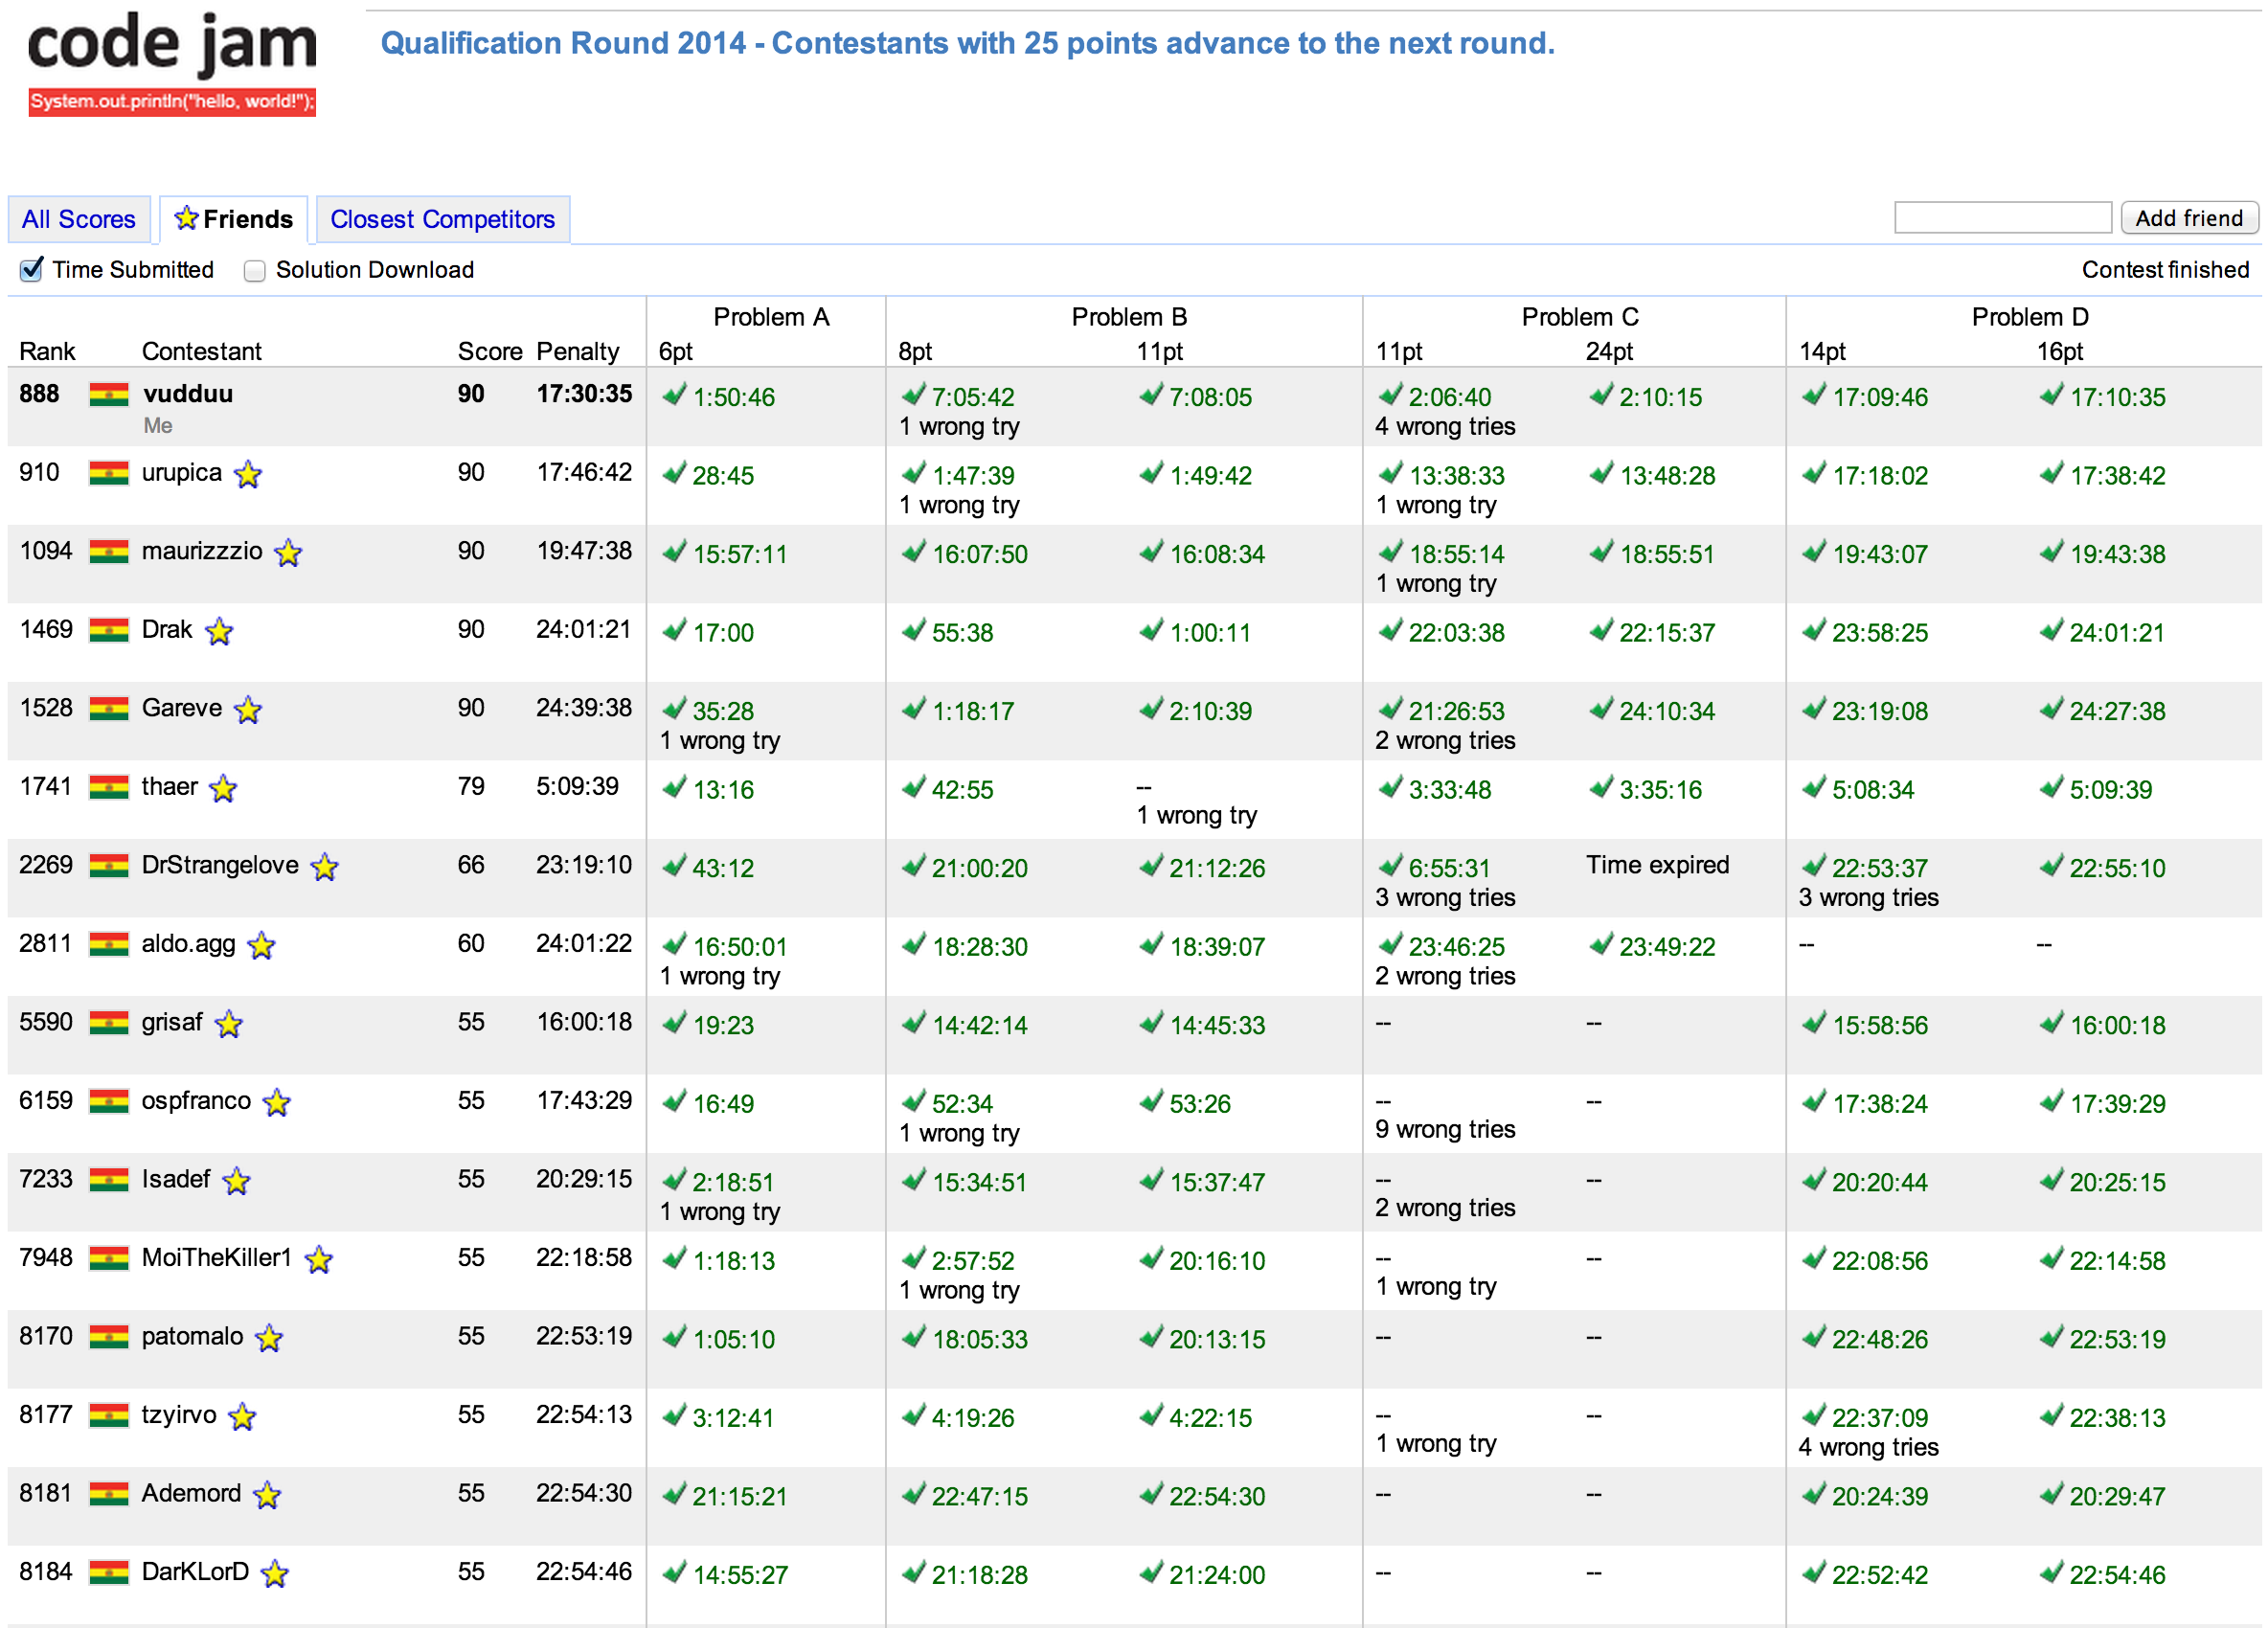 code jam
System.out.println("hello, world!");
Qualification Round 2014 - Contestants with 25 points advance to the next round.
All Scores Friends Closest Competitors Add friend
Time Submitted Solution Download Contest finished
Problem A Problem B Problem C Problem D
Rank Contestant Score Penalty 6pt 8pt 11pt 11pt 24pt 14pt 16pt
888 vudduu 90 17:30:35 1:50:46 7:05:42 7:08:05 2:06:40 2:10:15 17:09:46 17:10:35
Me 1 wrong try 4 wrong tries
910 urupica 90 17:46:42 28:45 1:47:39 1:49:42 13:38:33 13:48:28 17:18:02 17:38:42
1 wrong try 1 wrong try
1094 maurizzzio 90 19:47:38 15:57:11 16:07:50 16:08:34 18:55:14 18:55:51 19:43:07 19:43:38
1 wrong try
1469 Drak 90 24:01:21 17:00 55:38 1:00:11 22:03:38 22:15:37 23:58:25 24:01:21
1528 Gareve 90 24:39:38 35:28 1:18:17 2:10:39 21:26:53 24:10:34 23:19:08 24:27:38
1 wrong try 2 wrong tries
1741 thaer 79 5:09:39 13:16 42:55 -- 3:33:48 3:35:16 5:08:34 5:09:39
1 wrong try
2269 DrStrangelove 66 23:19:10 43:12 21:00:20 21:12:26 6:55:31 Time expired 22:53:37 22:55:10
3 wrong tries 3 wrong tries
2811 aldo.agg 60 24:01:22 16:50:01 18:28:30 18:39:07 23:46:25 23:49:22 -- --
1 wrong try 2 wrong tries
5590 grisaf 55 16:00:18 19:23 14:42:14 14:45:33 -- -- 15:58:56 16:00:18
6159 ospfranco 55 17:43:29 16:49 52:34 53:26 -- -- 17:38:24 17:39:29
1 wrong try 9 wrong tries
7233 Isadef 55 20:29:15 2:18:51 15:34:51 15:37:47 -- -- 20:20:44 20:25:15
1 wrong try 2 wrong tries
7948 MoiTheKiller1 55 22:18:58 1:18:13 2:57:52 20:16:10 -- -- 22:08:56 22:14:58
1 wrong try 1 wrong try
8170 patomalo 55 22:53:19 1:05:10 18:05:33 20:13:15 -- -- 22:48:26 22:53:19
8177 tzyirvo 55 22:54:13 3:12:41 4:19:26 4:22:15 -- -- 22:37:09 22:38:13
1 wrong try 4 wrong tries
8181 Ademord 55 22:54:30 21:15:21 22:47:15 22:54:30 -- -- 20:24:39 20:29:47
8184 DarKLorD 55 22:54:46 14:55:27 21:18:28 21:24:00 -- -- 22:52:42 22:54:46